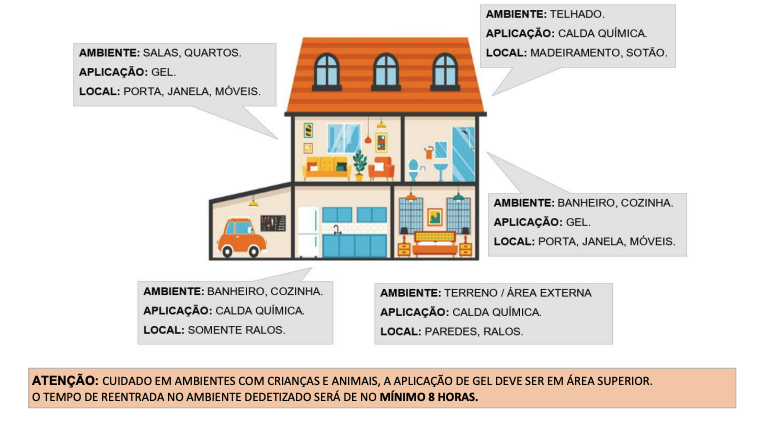 AMBIENTE: TELHADO.
APLICAÇÃO: CALDA QUÍMICA.
LOCAL: MADEIRAMENTO, SOTÃO.
AMBIENTE: SALAS, QUARTOS.
APLICAÇÃO: GEL.
LOCAL: PORTA, JANELA, MÓVEIS.
AMBIENTE: BANHEIRO, COZINHA.
APLICAÇÃO: GEL.
LOCAL: PORTA, JANELA, MÓVEIS.
AMBIENTE: BANHEIRO, COZINHA.
APLICAÇÃO: CALDA QUÍMICA.
LOCAL: SOMENTE RALOS.
AMBIENTE: TERRENO / ÁREA EXTERNA
APLICAÇÃO: CALDA QUÍMICA.
LOCAL: PAREDES, RALOS.
ATENÇÃO: CUIDADO EM AMBIENTES COM CRIANÇAS E ANIMAIS, A APLICAÇÃO DE GEL DEVE SER EM ÁREA SUPERIOR.
O TEMPO DE REENTRADA NO AMBIENTE DEDETIZADO SERÁ DE NO MÍNIMO 8 HORAS.